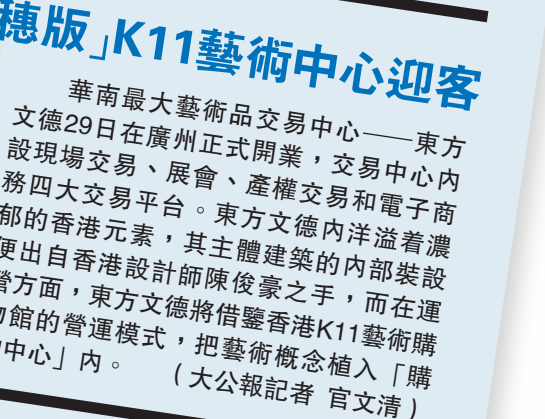 穗版」K11藝術中心迎客
華南最大藝術品交易中心——東方
文德29日在廣州正式開業，交易中心內
設現場交易、展會、產權交易和電子商
務四大交易平台。東方文德內洋溢着濃
郁的香港元素，其主體建築的內部裝設
便出自香港設計師陳俊豪之手，而在運
營方面，東方文德將借鑒香港K11藝術購
物館的營運模式，把藝術概念植入「購
物中心」內。 （大公報記者 官文清）